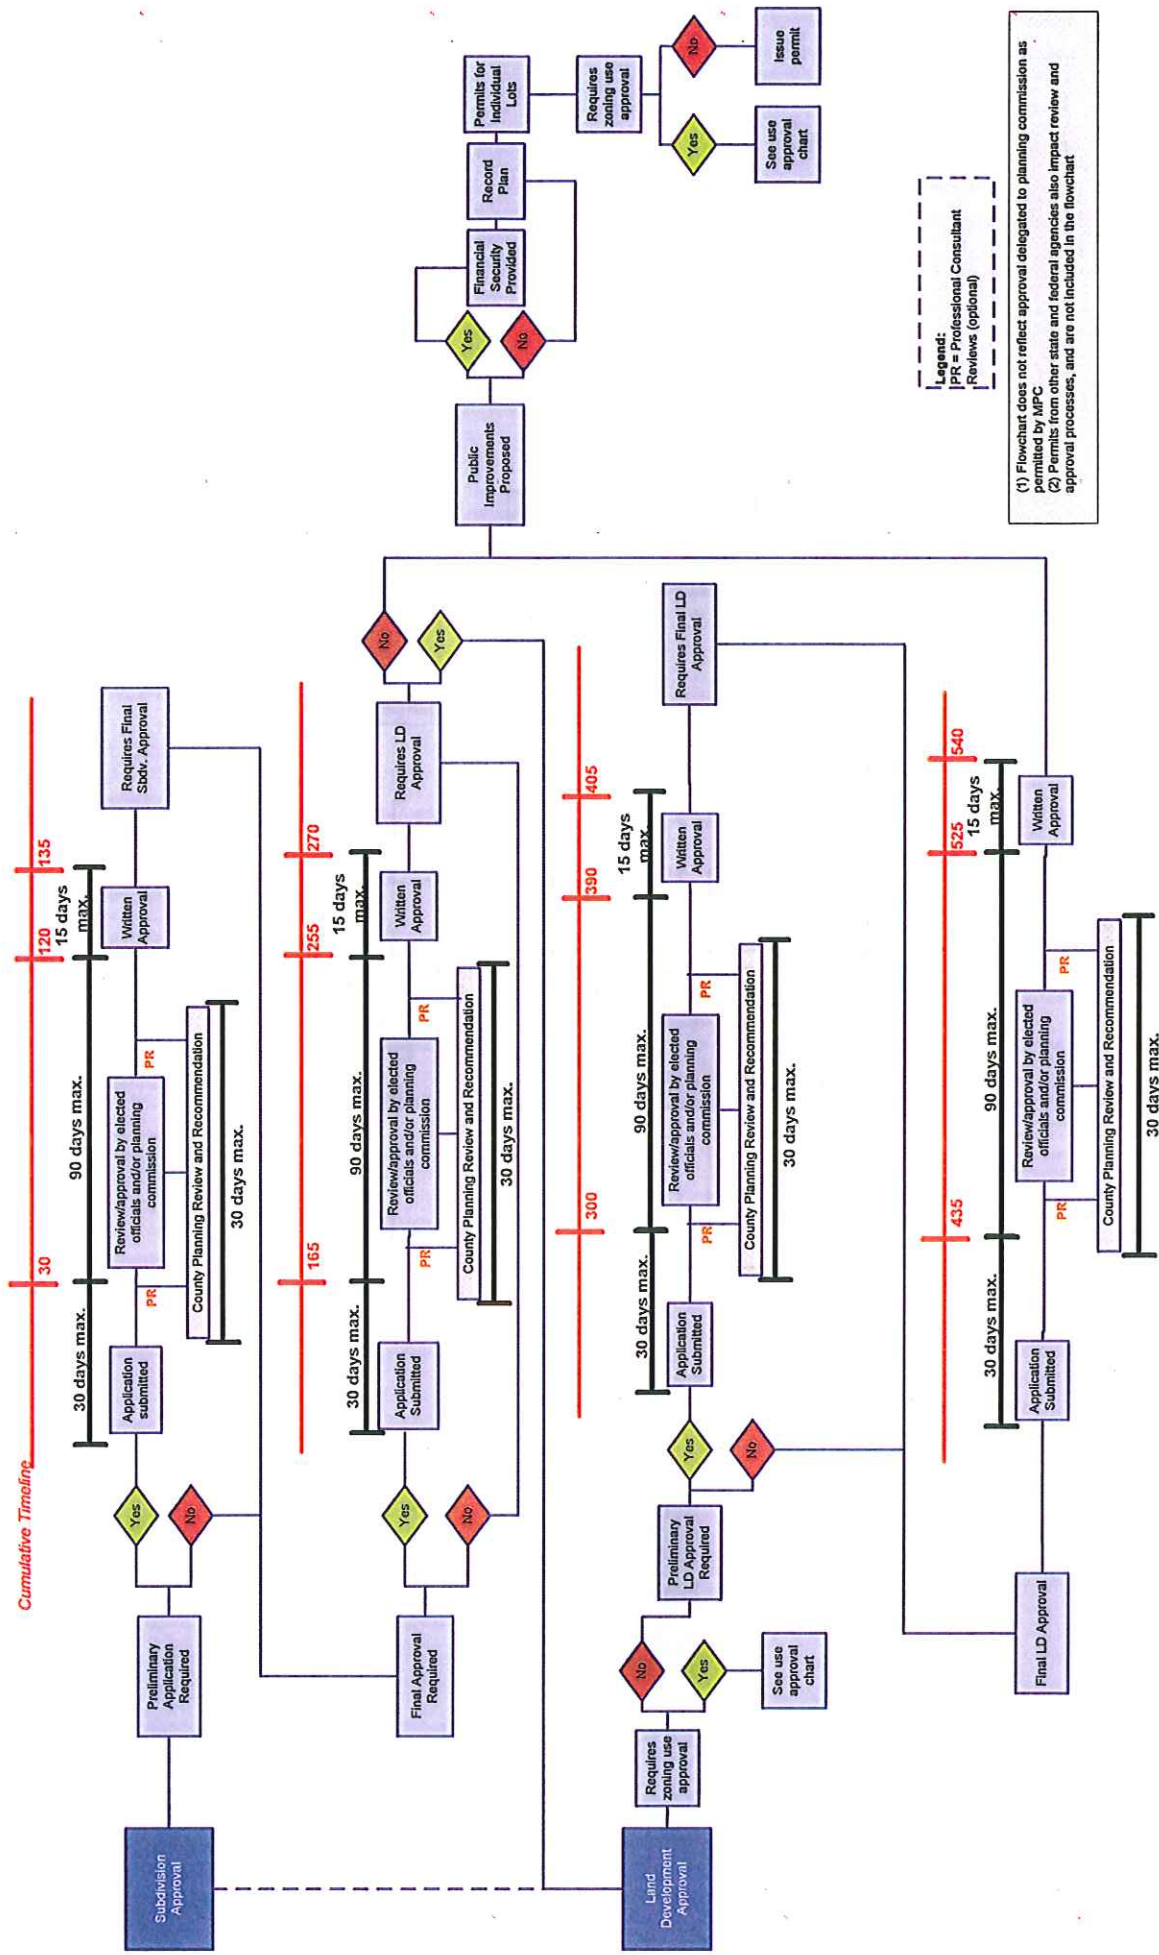 Cumulative Timeline
30
120
135
30 days max.
90 days max.
15 days
max.
Subdivision
Approval
Preliminary
Application
Required
Yes
No
Application
submitted
PR
Review/approval by elected
officials and/or planning
commission
PR
Written
Approval
Requires Final
Sbdv. Approval
County Planning Review and Recommendation
30 days max.
165
255
270
30 days max.
90 days max.
15 days
max.
Final Approval
Required
Yes
No
Application
Submitted
PR
Review/approval by elected
officials and/or planning
commission
PR
Written
Approval
Requires LD
Approval
No
Yes
County Planning Review and Recommendation
30 days max.
Public
Improvements
Proposed
Yes
No
Financial
Security
Provided
Record
Plan
Permits for
Individual
Lots
Requires
zoning use
approval
Yes
No
See use
approval
chart
Issue
permit
300
390
405
30 days max.
90 days max.
15 days
max.
Land
Development
Approval
Requires
zoning use
approval
No
Yes
See use
approval
chart
Preliminary
LD Approval
Required
Yes
No
Application
Submitted
PR
Review/approval by elected
officials and/or planning
commission
PR
Written
Approval
Requires Final LD
Approval
County Planning Review and Recommendation
30 days max.
435
525
540
30 days max.
90 days max.
15 days
max.
Final LD Approval
Application
Submitted
PR
Review/approval by elected
officials and/or planning
commission
PR
Written
Approval
County Planning Review and Recommendation
30 days max.
Legend:
PR = Professional Consultant
Reviews (optional)
(1) Flowchart does not reflect approval delegated to planning commission as
permitted by MPC
(2) Permits from other state and federal agencies also impact review and
approval processes, and are not included in the flowchart